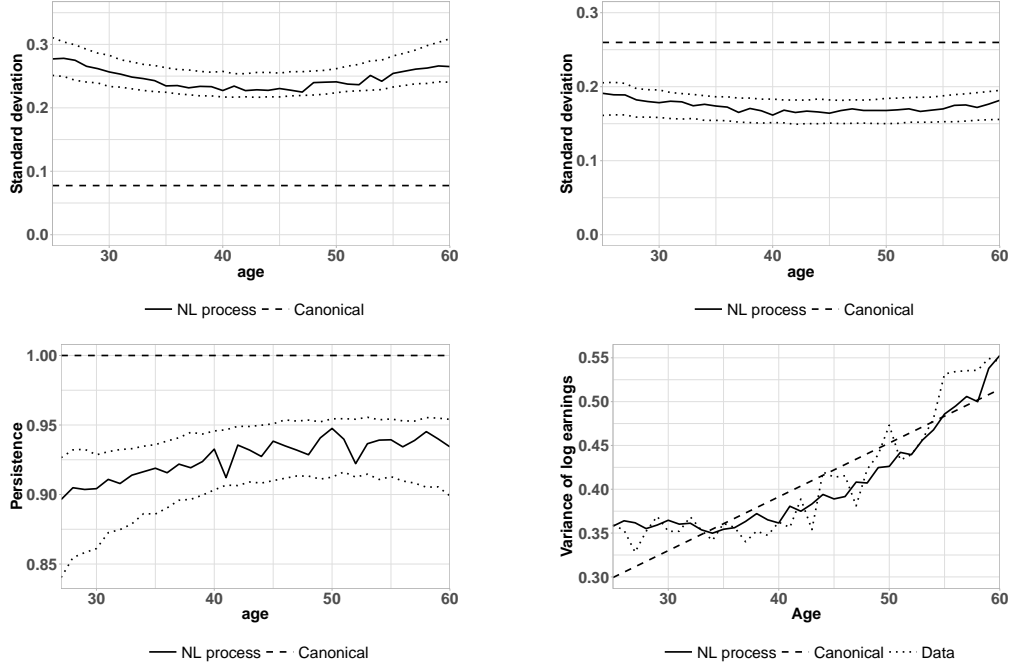 Standard deviation
0.3
0.2
0.1
0.0
30
40
50
60
age
NL process
Canonical
Standard deviation
0.3
0.2
0.1
0.0
30
40
50
60
age
NL process
Canonical
Persistence
1.00
0.95
0.90
0.85
30
40
50
60
age
NL process
Canonical
Variance of log earnings
0.55
0.50
0.45
0.40
0.35
0.30
30
40
50
60
Age
NL process
Canonical
Data